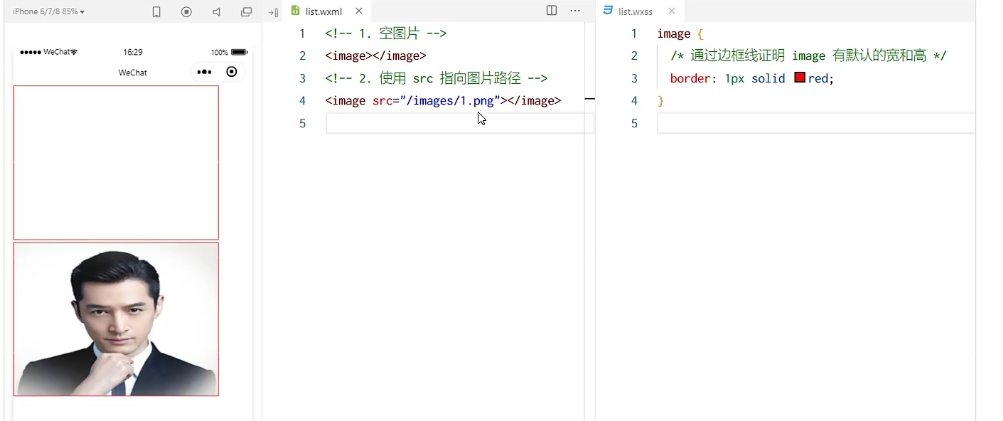 iPhone 6/7/8 85%
WeChat
16:29
100%
WeChat
list.wxml
1 <!-- 1. 空图片 -->
2 <image></image>
3 <!-- 2. 使用 src 指向图片路径 -->
4 <image src="/images/1.png"></image>
5
list.wxss
1 image {
2 /* 通过边框线证明 image 有默认的宽和高 */
3 border: 1px solid red;
4 }
5